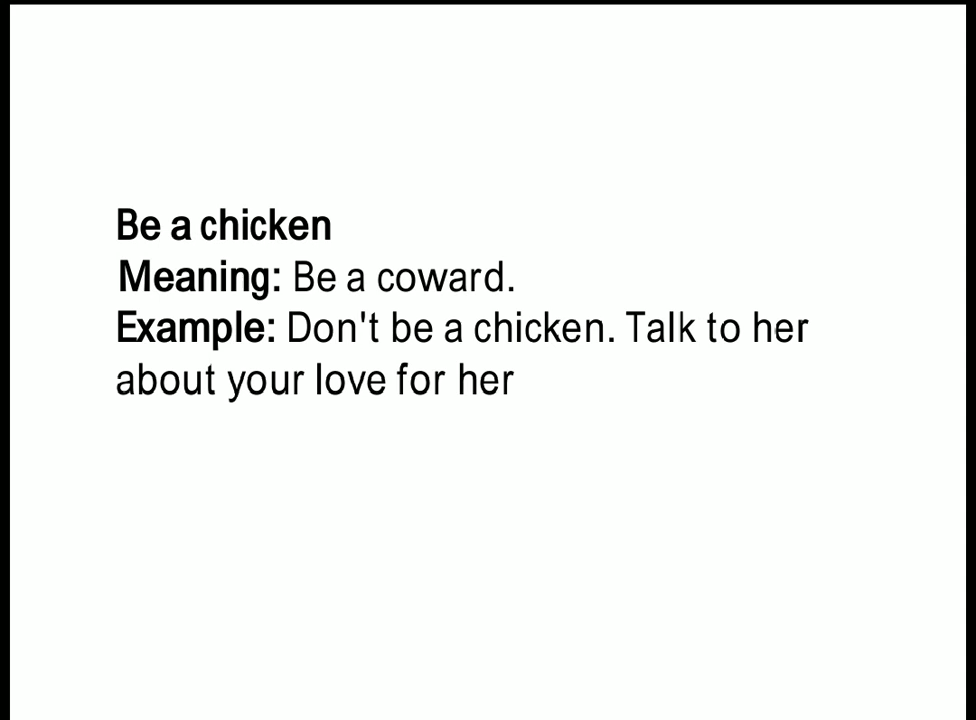 Be a chicken
Meaning: Be a coward.
Example: Don't be a chicken. Talk to her
about your love for her